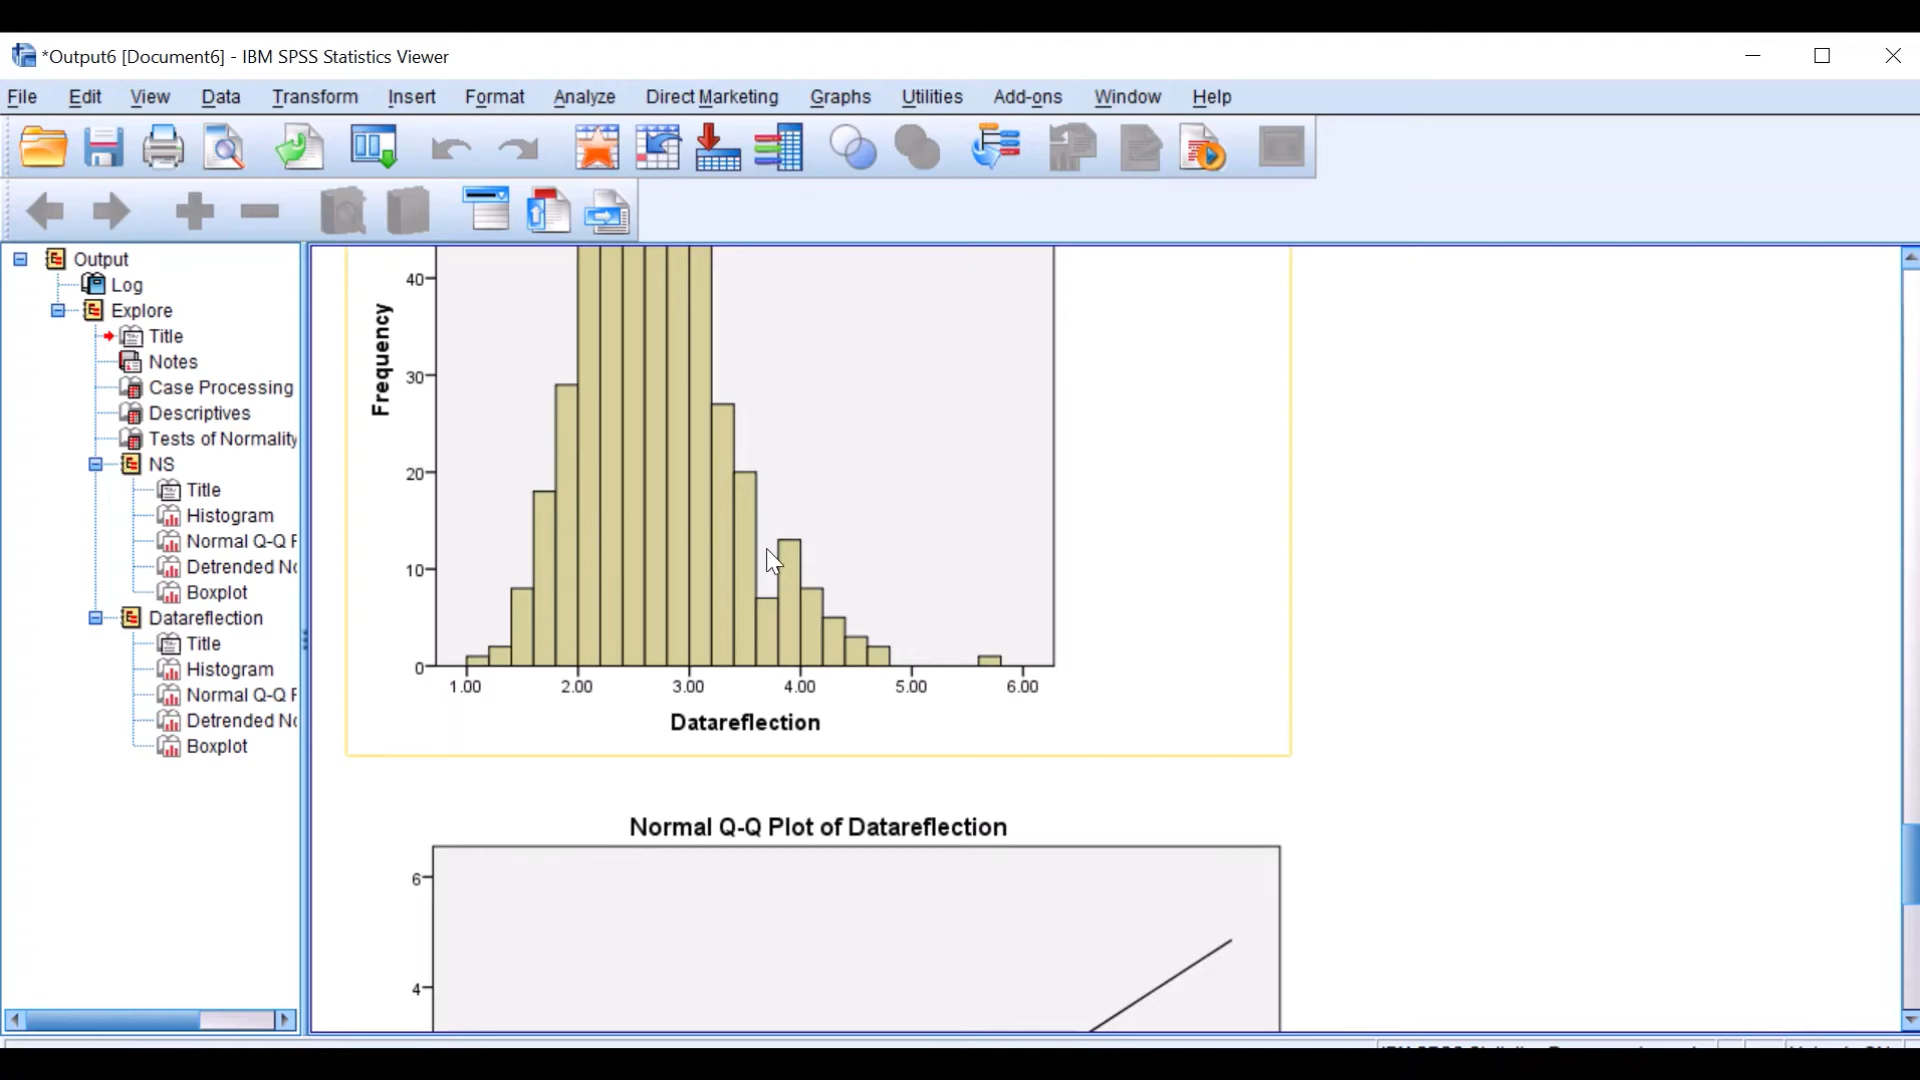 *Output6 [Document6] - IBM SPSS Statistics Viewer
File Edit View Data Transform Insert Format Analyze Direct Marketing Graphs Utilities Add-ons Window Help
Output
Log
Explore
Title
Notes
Case Processing
Descriptives
Tests of Normality
NS
Title
Histogram
Normal Q-Q
Detrended
Boxplot
Datareflection
Title
Histogram
Normal Q-Q
Detrended
Boxplot
Frequency
40
30
20
10
0
1.00 2.00 3.00 4.00 5.00 6.00
Datareflection
Normal Q-Q Plot of Datareflection
6
4